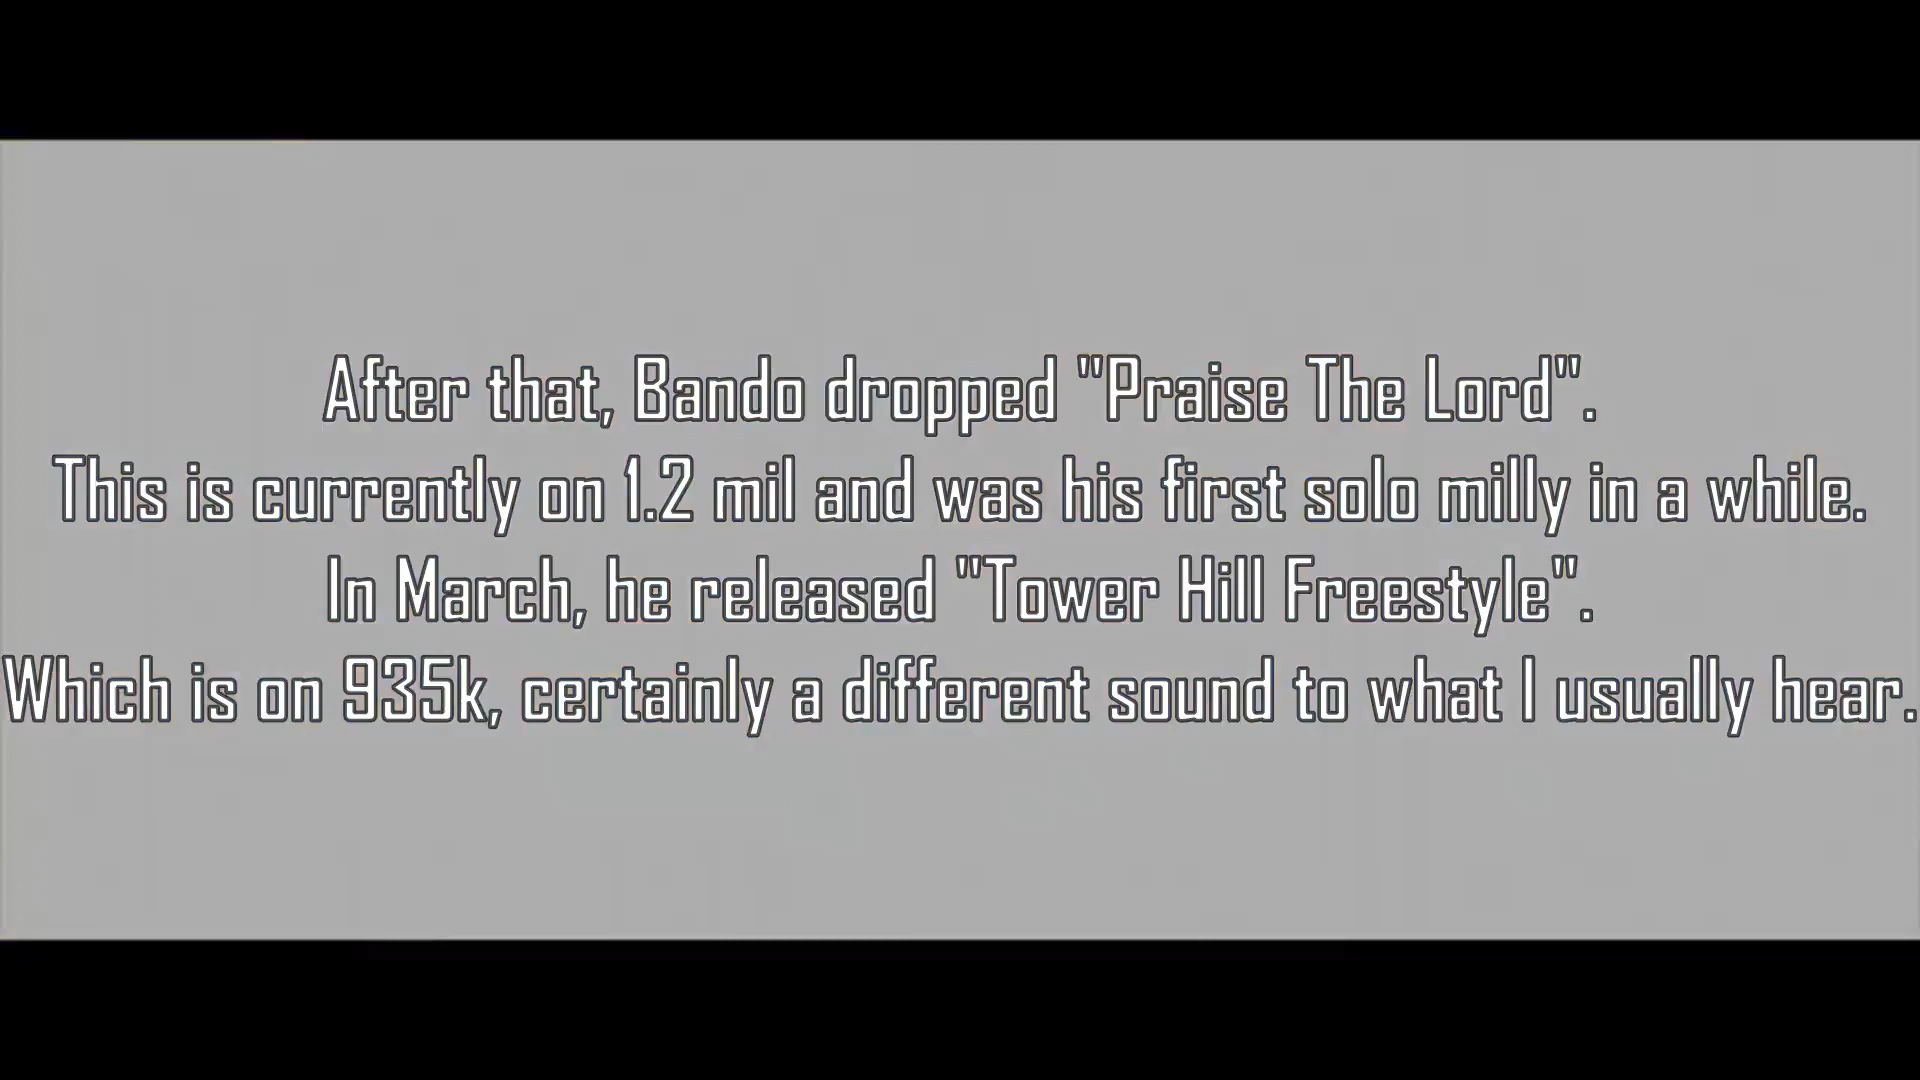 After that, Bando dropped "Praise The Lord".
This is currently on 1.2 mil and was his first solo milly in a while.
In March, he released "Tower Hill Freestyle".
Which is on 935k, certainly a different sound to what I usually hear.